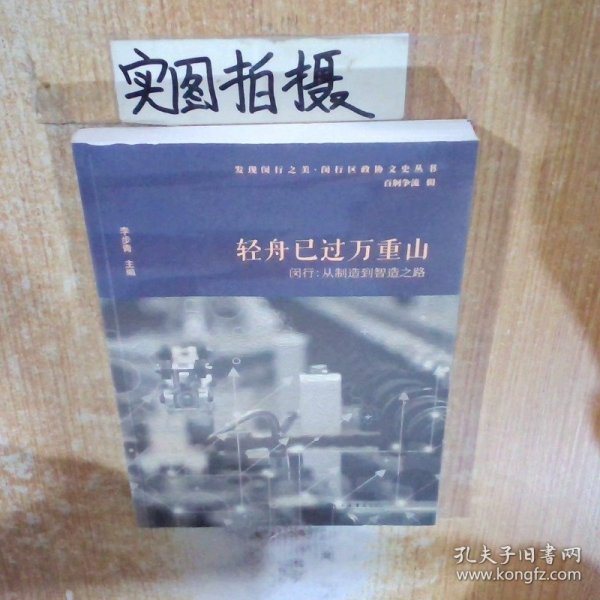 实图拍摄
发现闵行之美·闵行区政协文史丛书
百舸争流 辑
轻舟已过万重山
闵行：从制造到智造之路
李步青 主编
孔夫子旧书网
www.kongfz.com